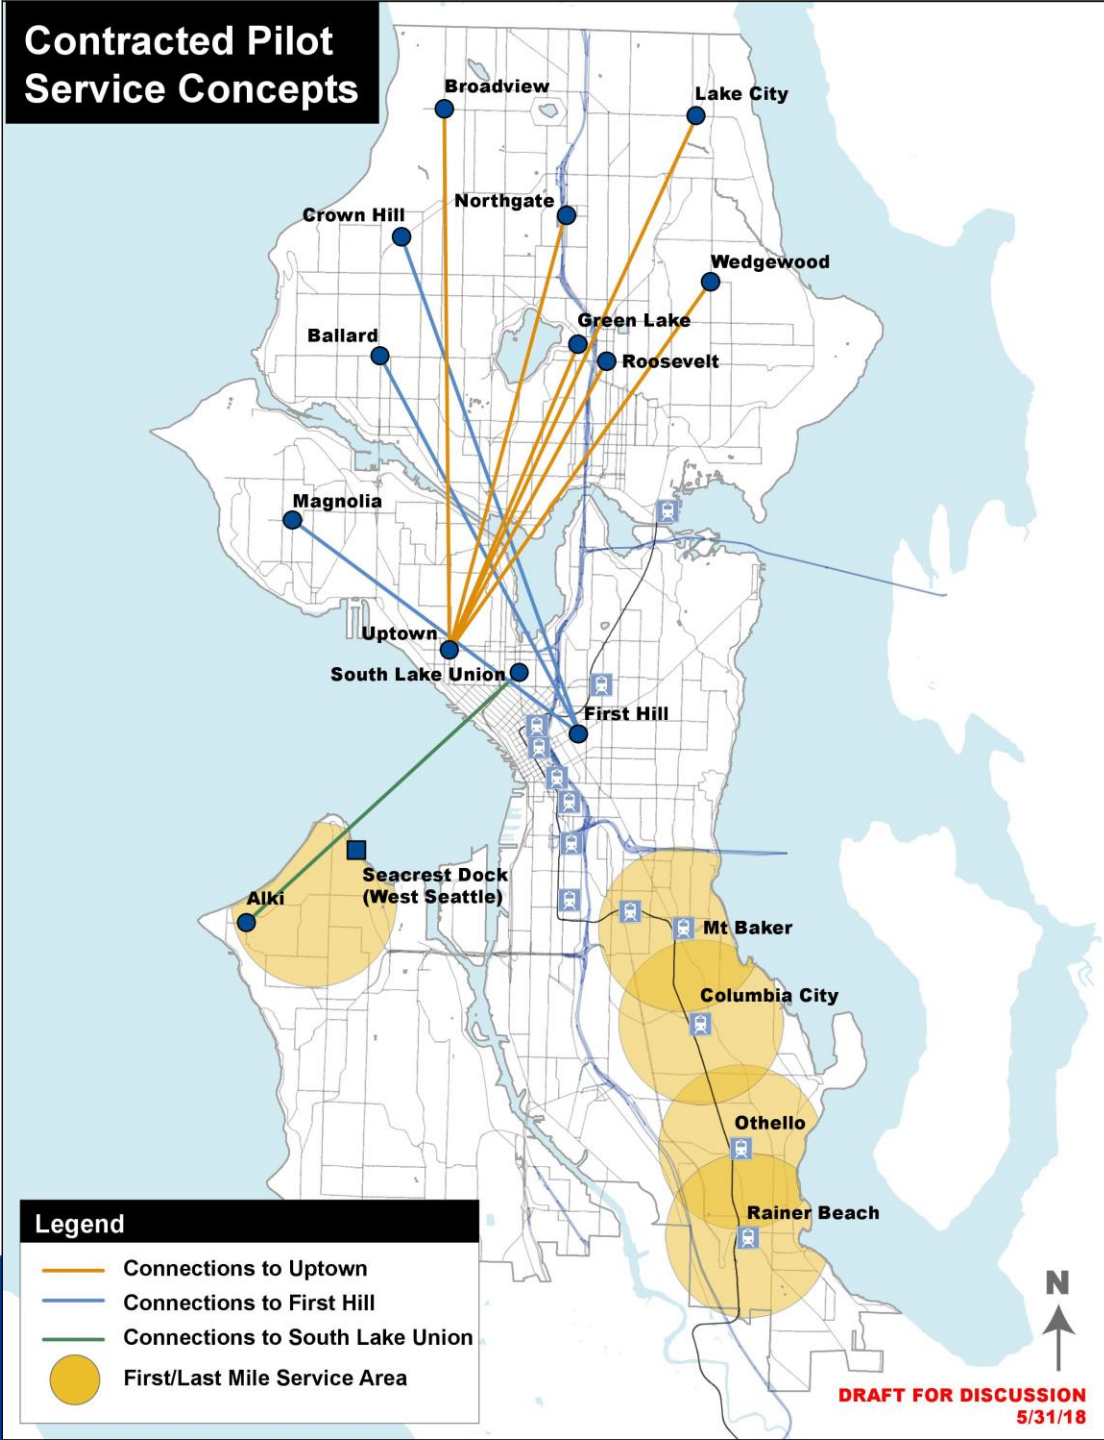 Contracted Pilot
Service Concepts
Broadview
Lake City
Northgate
Crown Hill
Wedgewood
Green Lake
Ballard
Roosevelt
Magnolia
Uptown
South Lake Union
First Hill
Seacrest Dock
(West Seattle)
Alki
Mt Baker
Columbia City
Othello
Rainer Beach
Legend
Connections to Uptown
Connections to First Hill
Connections to South Lake Union
First/Last Mile Service Area
N
DRAFT FOR DISCUSSION
5/31/18